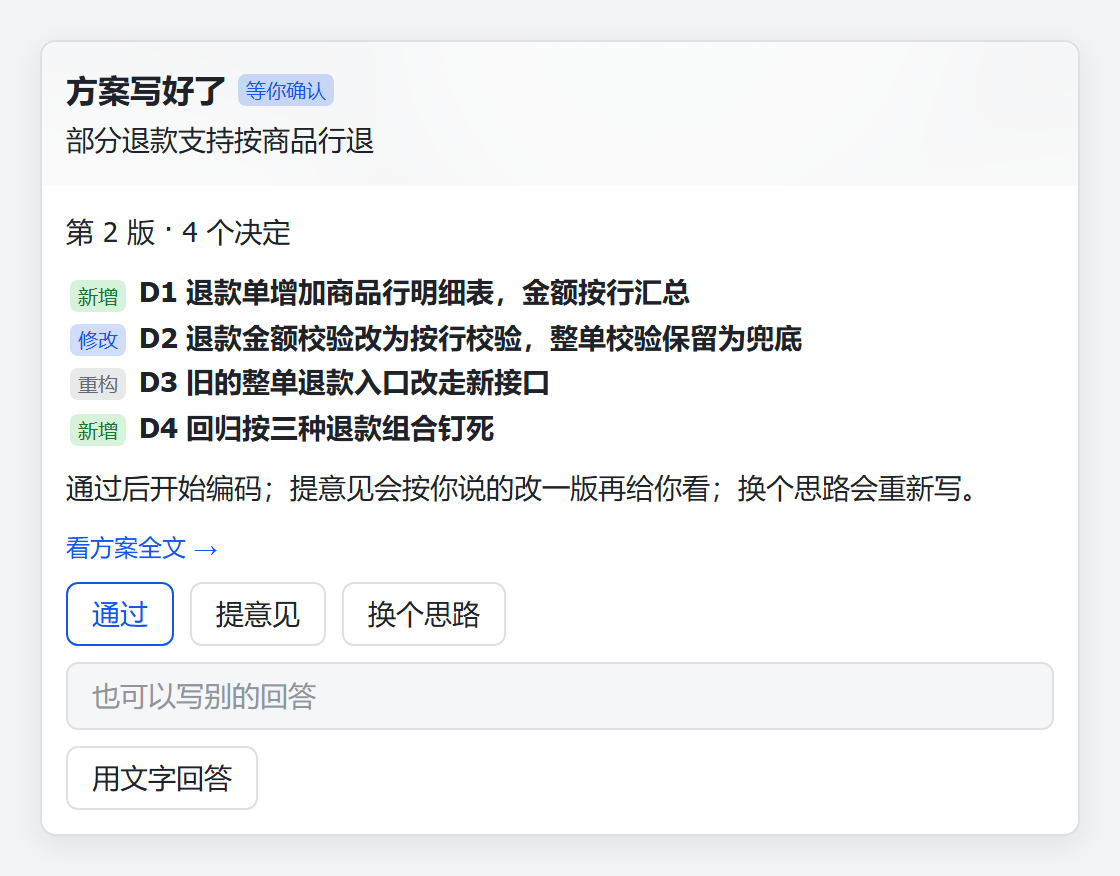 方案写好了 等你确认
部分退款支持按商品行退
第 2 版 · 4 个决定
新增 D1 退款单增加商品行明细表，金额按行汇总
修改 D2 退款金额校验改为按行校验，整单校验保留为兜底
重构 D3 旧的整单退款入口改走新接口
新增 D4 回归按三种退款组合钉死
通过后开始编码；提意见会按你说的改一版再给你看；换个思路会重新写。
看方案全文 →
通过 提意见 换个思路
也可以写别的回答
用文字回答